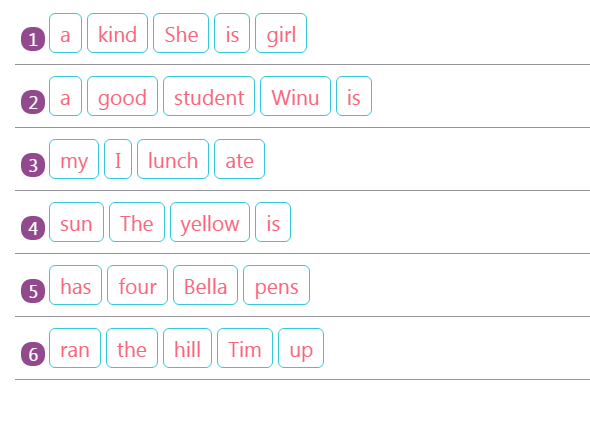 1 a kind She is girl
2 a good student Winu is
3 my I lunch ate
4 sun The yellow is
5 has four Bella pens
6 ran the hill Tim up